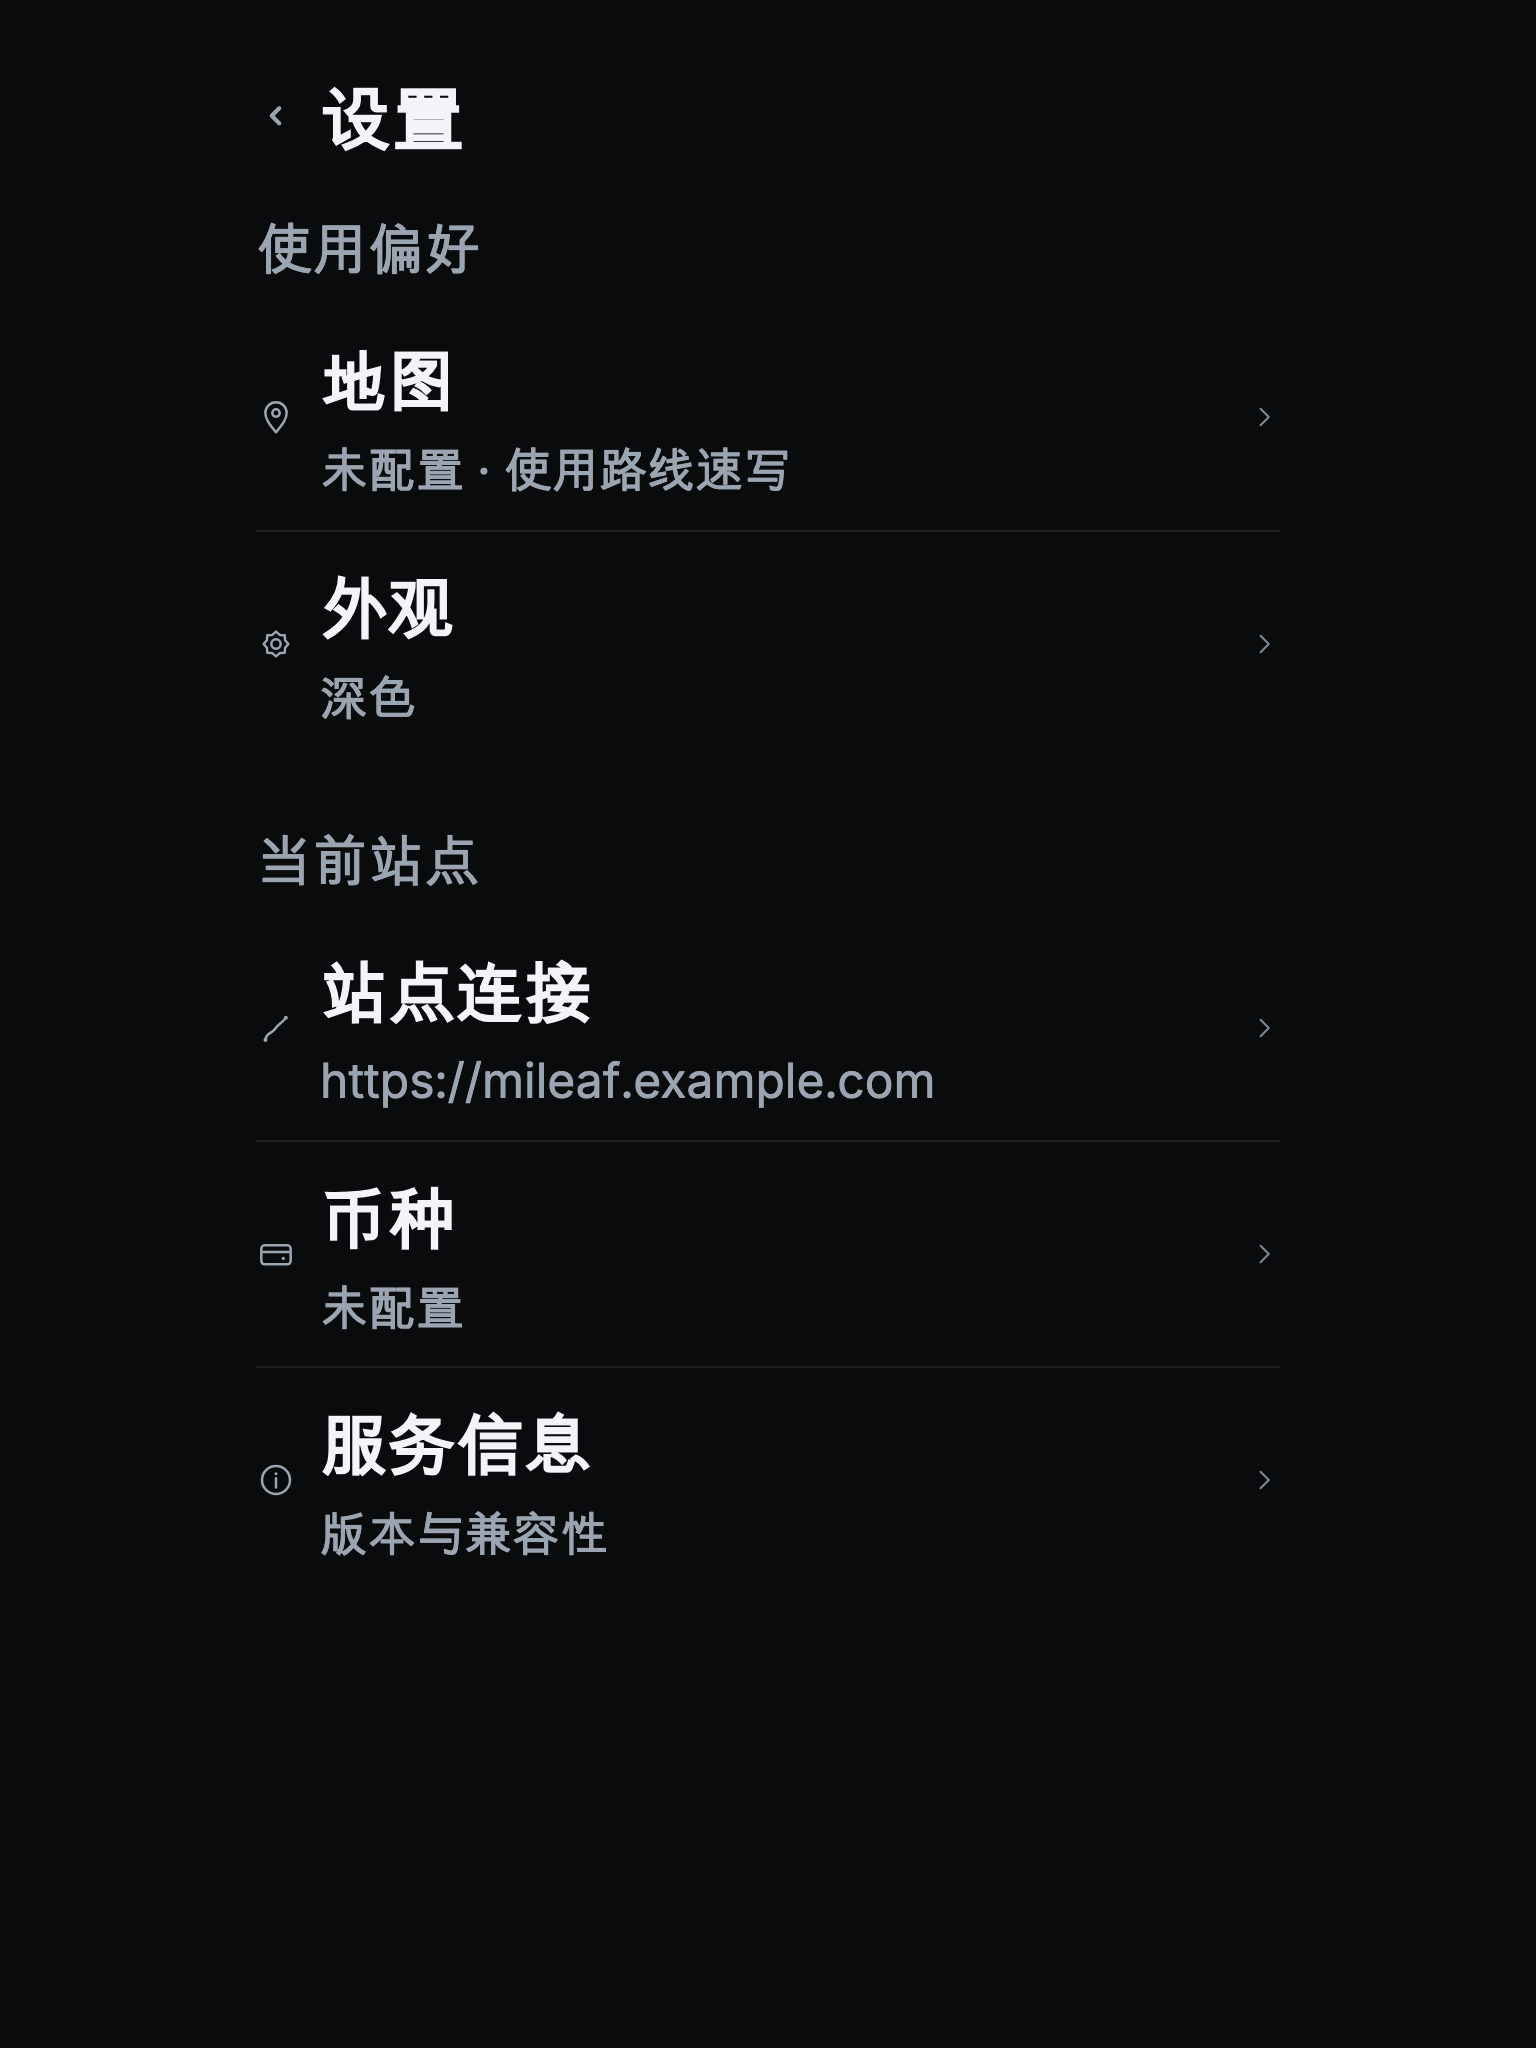 设置
使用偏好
地图
未配置 · 使用路线速写
外观
深色
当前站点
站点连接
https://mileaf.example.com
币种
未配置
服务信息
版本与兼容性